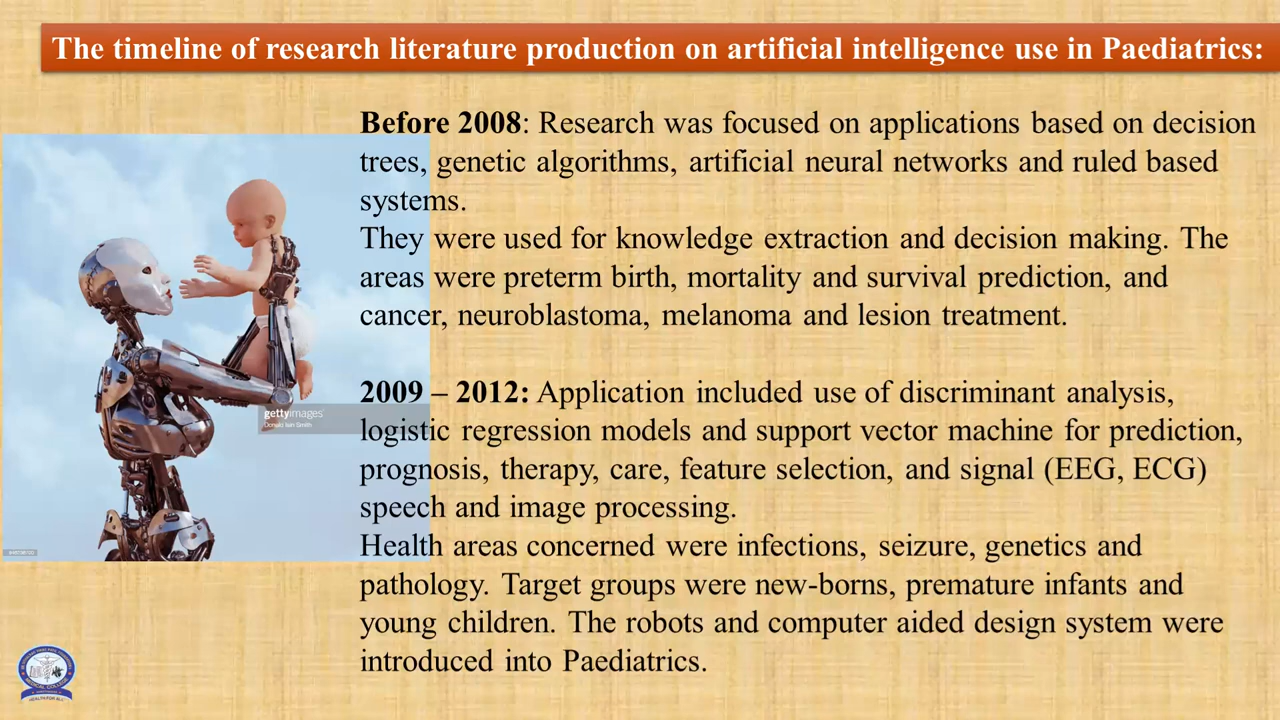 The timeline of research literature production on artificial intelligence use in Paediatrics:
Before 2008: Research was focused on applications based on decision
trees, genetic algorithms, artificial neural networks and ruled based
systems.
They were used for knowledge extraction and decision making. The
areas were preterm birth, mortality and survival prediction, and
cancer, neuroblastoma, melanoma and lesion treatment.
2009 – 2012: Application included use of discriminant analysis,
logistic regression models and support vector machine for prediction,
prognosis, therapy, care, feature selection, and signal (EEG, ECG)
speech and image processing.
Health areas concerned were infections, seizure, genetics and
pathology. Target groups were new-borns, premature infants and
young children. The robots and computer aided design system were
introduced into Paediatrics.
gettyimages
Donald Iain Smith
HEALTH FOR ALL